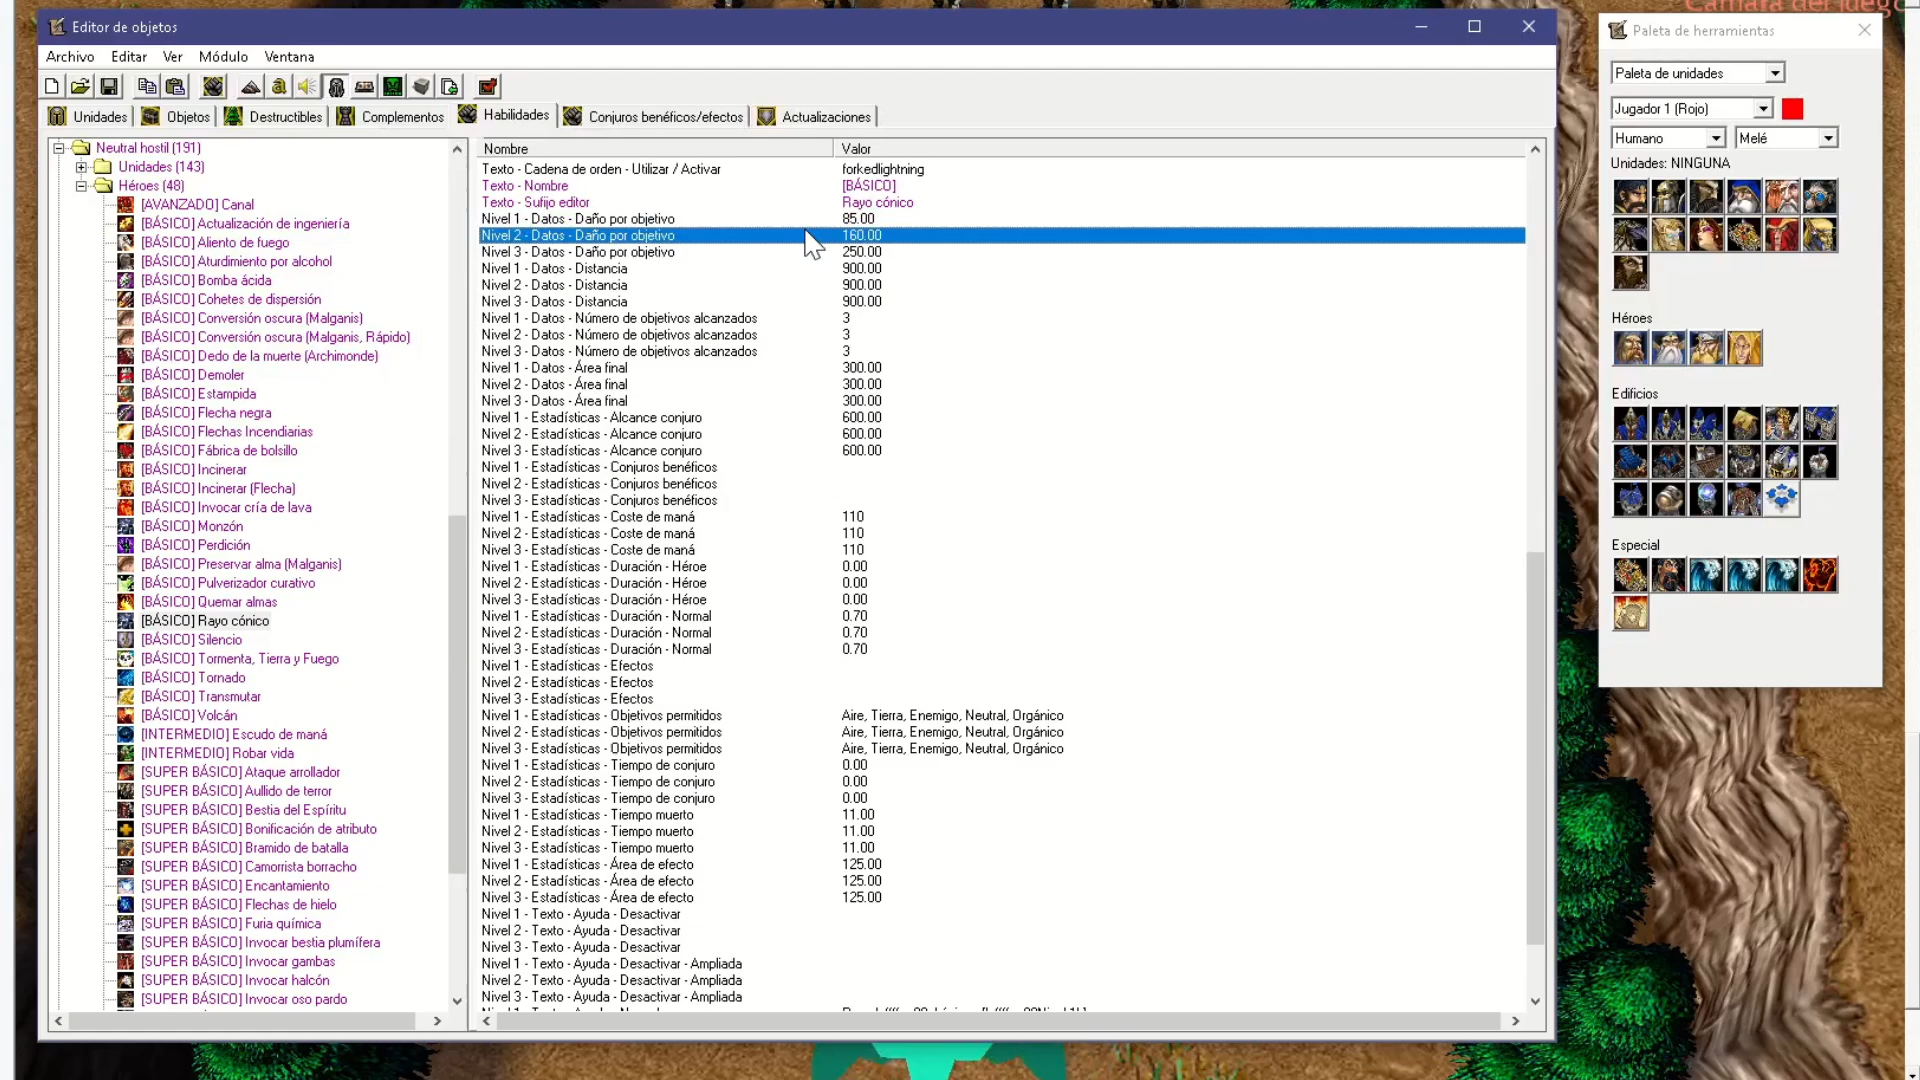 Cámara del juego
Editor de objetos
Archivo Editar Ver Módulo Ventana
Unidades Objetos Destructibles Complementos Habilidades Conjuros benéficos/efectos Actualizaciones
Neutral hostil (191)
Unidades (143)
Héroes (48)
[AVANZADO] Canal
[BÁSICO] Actualización de ingeniería
[BÁSICO] Aliento de fuego
[BÁSICO] Aturdimiento por alcohol
[BÁSICO] Bomba ácida
[BÁSICO] Cohetes de dispersión
[BÁSICO] Conversión oscura (Malganis)
[BÁSICO] Conversión oscura (Malganis, Rápido)
[BÁSICO] Dedo de la muerte (Archimonde)
[BÁSICO] Demoler
[BÁSICO] Estampida
[BÁSICO] Flecha negra
[BÁSICO] Flechas Incendiarias
[BÁSICO] Fábrica de bolsillo
[BÁSICO] Incinerar
[BÁSICO] Incinerar (Flecha)
[BÁSICO] Invocar cría de lava
[BÁSICO] Monzón
[BÁSICO] Perdición
[BÁSICO] Preservar alma (Malganis)
[BÁSICO] Pulverizador curativo
[BÁSICO] Quemar almas
[BÁSICO] Rayo cónico
[BÁSICO] Silencio
[BÁSICO] Tormenta, Tierra y Fuego
[BÁSICO] Tornado
[BÁSICO] Transmutar
[BÁSICO] Volcán
[INTERMEDIO] Escudo de maná
[INTERMEDIO] Robar vida
[SUPER BÁSICO] Ataque arrollador
[SUPER BÁSICO] Aullido de terror
[SUPER BÁSICO] Bestia del Espíritu
[SUPER BÁSICO] Bonificación de atributo
[SUPER BÁSICO] Bramido de batalla
[SUPER BÁSICO] Camorrista borracho
[SUPER BÁSICO] Encantamiento
[SUPER BÁSICO] Flechas de hielo
[SUPER BÁSICO] Furia química
[SUPER BÁSICO] Invocar bestia plumífera
[SUPER BÁSICO] Invocar gambas
[SUPER BÁSICO] Invocar halcón
[SUPER BÁSICO] Invocar oso pardo
Nombre Valor
Texto - Cadena de orden - Utilizar / Activar forkedlightning
Texto - Nombre [BÁSICO]
Texto - Sufijo editor Rayo cónico
Nivel 1 - Datos - Daño por objetivo 85.00
Nivel 2 - Datos - Daño por objetivo 160.00
Nivel 3 - Datos - Daño por objetivo 250.00
Nivel 1 - Datos - Distancia 900.00
Nivel 2 - Datos - Distancia 900.00
Nivel 3 - Datos - Distancia 900.00
Nivel 1 - Datos - Número de objetivos alcanzados 3
Nivel 2 - Datos - Número de objetivos alcanzados 3
Nivel 3 - Datos - Número de objetivos alcanzados 3
Nivel 1 - Datos - Área final 300.00
Nivel 2 - Datos - Área final 300.00
Nivel 3 - Datos - Área final 300.00
Nivel 1 - Estadísticas - Alcance conjuro 600.00
Nivel 2 - Estadísticas - Alcance conjuro 600.00
Nivel 3 - Estadísticas - Alcance conjuro 600.00
Nivel 1 - Estadísticas - Conjuros benéficos
Nivel 2 - Estadísticas - Conjuros benéficos
Nivel 3 - Estadísticas - Conjuros benéficos
Nivel 1 - Estadísticas - Coste de maná 110
Nivel 2 - Estadísticas - Coste de maná 110
Nivel 3 - Estadísticas - Coste de maná 110
Nivel 1 - Estadísticas - Duración - Héroe 0.00
Nivel 2 - Estadísticas - Duración - Héroe 0.00
Nivel 3 - Estadísticas - Duración - Héroe 0.00
Nivel 1 - Estadísticas - Duración - Normal 0.70
Nivel 2 - Estadísticas - Duración - Normal 0.70
Nivel 3 - Estadísticas - Duración - Normal 0.70
Nivel 1 - Estadísticas - Efectos
Nivel 2 - Estadísticas - Efectos
Nivel 3 - Estadísticas - Efectos
Nivel 1 - Estadísticas - Objetivos permitidos Aire, Tierra, Enemigo, Neutral, Orgánico
Nivel 2 - Estadísticas - Objetivos permitidos Aire, Tierra, Enemigo, Neutral, Orgánico
Nivel 3 - Estadísticas - Objetivos permitidos Aire, Tierra, Enemigo, Neutral, Orgánico
Nivel 1 - Estadísticas - Tiempo de conjuro 0.00
Nivel 2 - Estadísticas - Tiempo de conjuro 0.00
Nivel 3 - Estadísticas - Tiempo de conjuro 0.00
Nivel 1 - Estadísticas - Tiempo muerto 11.00
Nivel 2 - Estadísticas - Tiempo muerto 11.00
Nivel 3 - Estadísticas - Tiempo muerto 11.00
Nivel 1 - Estadísticas - Área de efecto 125.00
Nivel 2 - Estadísticas - Área de efecto 125.00
Nivel 3 - Estadísticas - Área de efecto 125.00
Nivel 1 - Texto - Ayuda - Desactivar
Nivel 2 - Texto - Ayuda - Desactivar
Nivel 3 - Texto - Ayuda - Desactivar
Nivel 1 - Texto - Ayuda - Desactivar - Ampliada
Nivel 2 - Texto - Ayuda - Desactivar - Ampliada
Nivel 3 - Texto - Ayuda - Desactivar - Ampliada
Paleta de herramientas
Paleta de unidades
Jugador 1 (Rojo)
Humano Melé
Unidades: NINGUNA
Héroes
Edificios
Especial